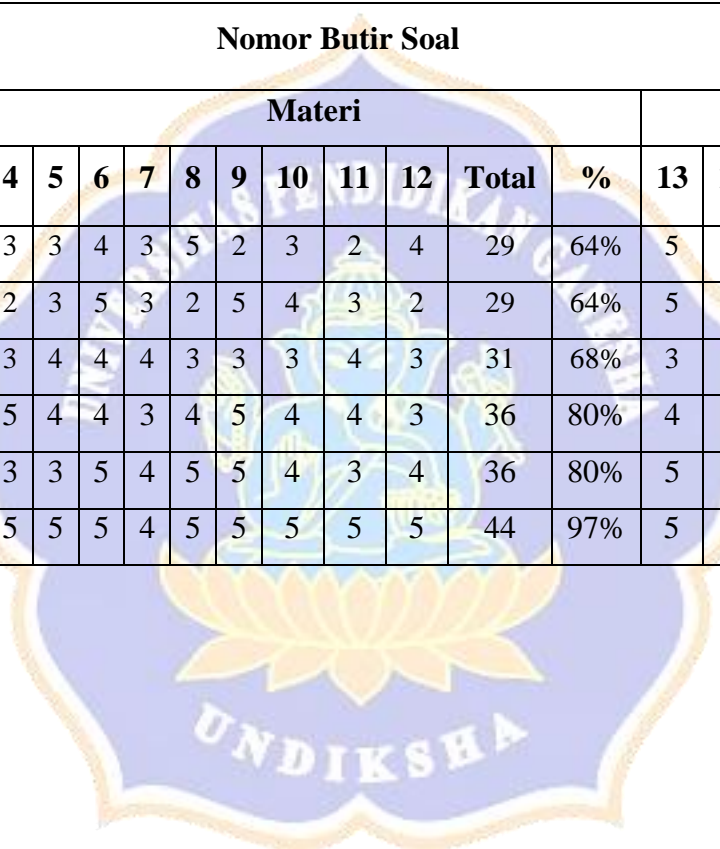 Nomor Butir Soal
Materi
4 5 6 7 8 9 10 11 12 Total % 13
3 3 4 3 5 2 3 2 4 29 64% 5
2 3 5 3 2 5 4 3 2 29 64% 5
3 4 4 4 3 3 3 4 3 31 68% 3
5 4 4 3 4 5 4 4 3 36 80% 4
3 3 5 4 5 5 4 3 4 36 80% 5
5 5 5 4 5 5 5 5 5 44 97% 5
UNIVERSITAS PENDIDIKAN GANESHA
UNDIKSHA